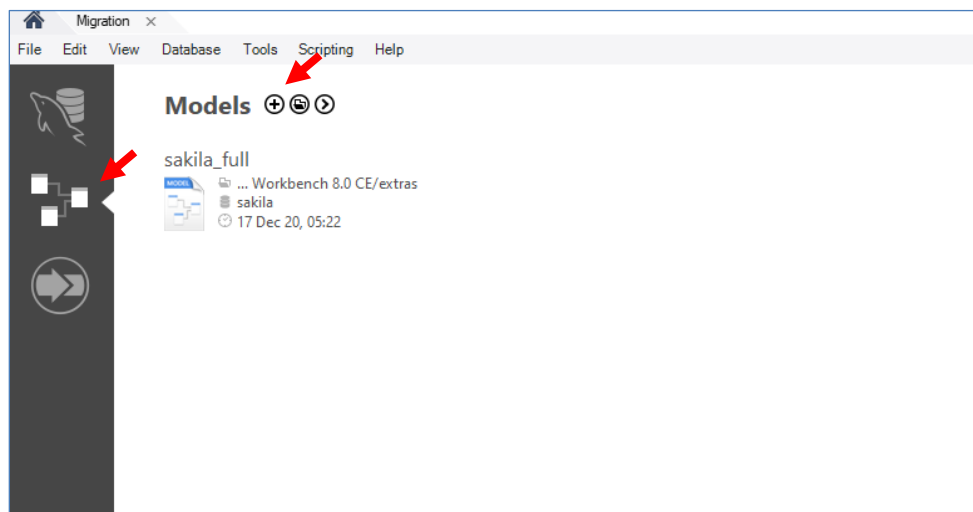 Migration ×
File Edit View Database Tools Scripting Help
Models
sakila_full
MODEL
... Workbench 8.0 CE/extras
sakila
17 Dec 20, 05:22